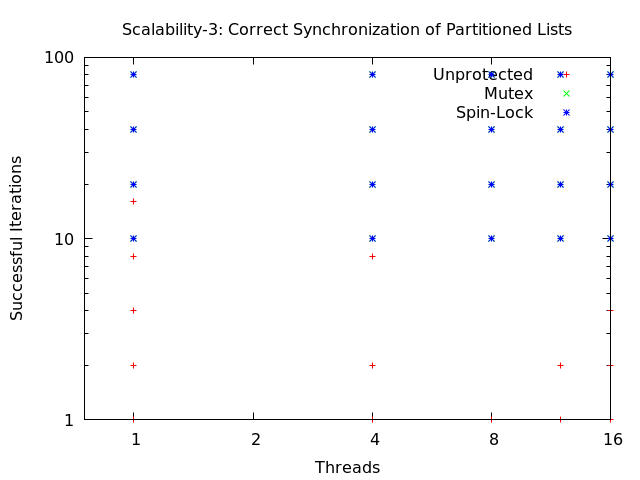 Scalability-3: Correct Synchronization of Partitioned Lists
100
10
1
Successful Iterations
Unprotected
Mutex
Spin-Lock
1 2 4 8 16
Threads